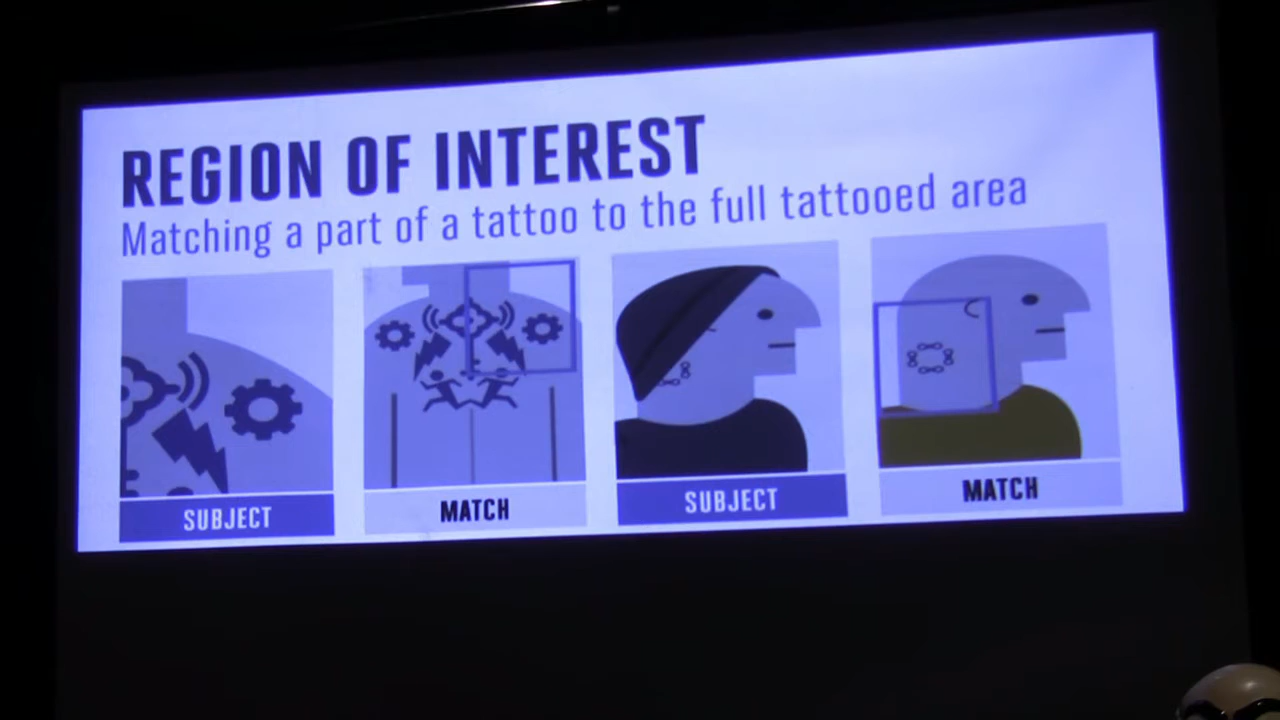 REGION OF INTEREST
Matching a part of a tattoo to the full tattooed area
SUBJECT
MATCH
SUBJECT
MATCH